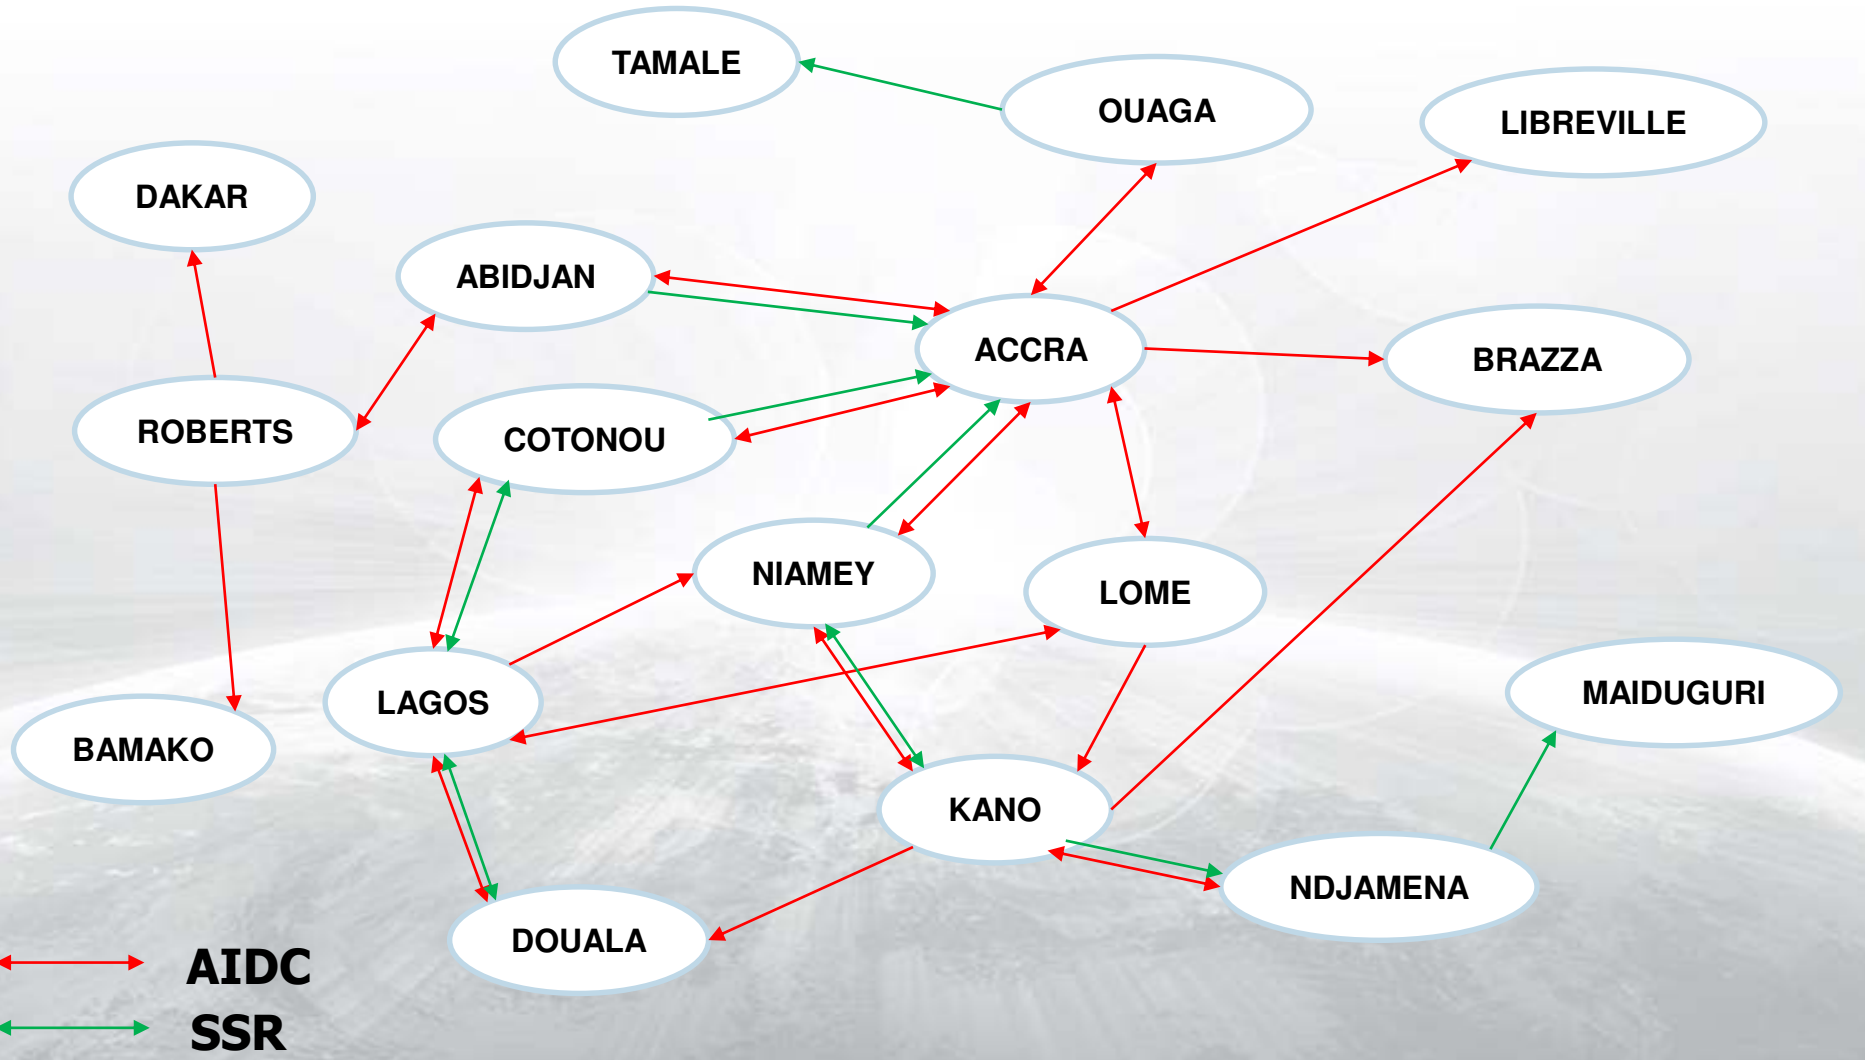 TAMALE
OUAGA
LIBREVILLE
DAKAR
ABIDJAN
ACCRA
BRAZZA
ROBERTS
COTONOU
NIAMEY
LOME
MAIDUGURI
LAGOS
BAMAKO
KANO
NDJAMENA
DOUALA
AIDC
SSR